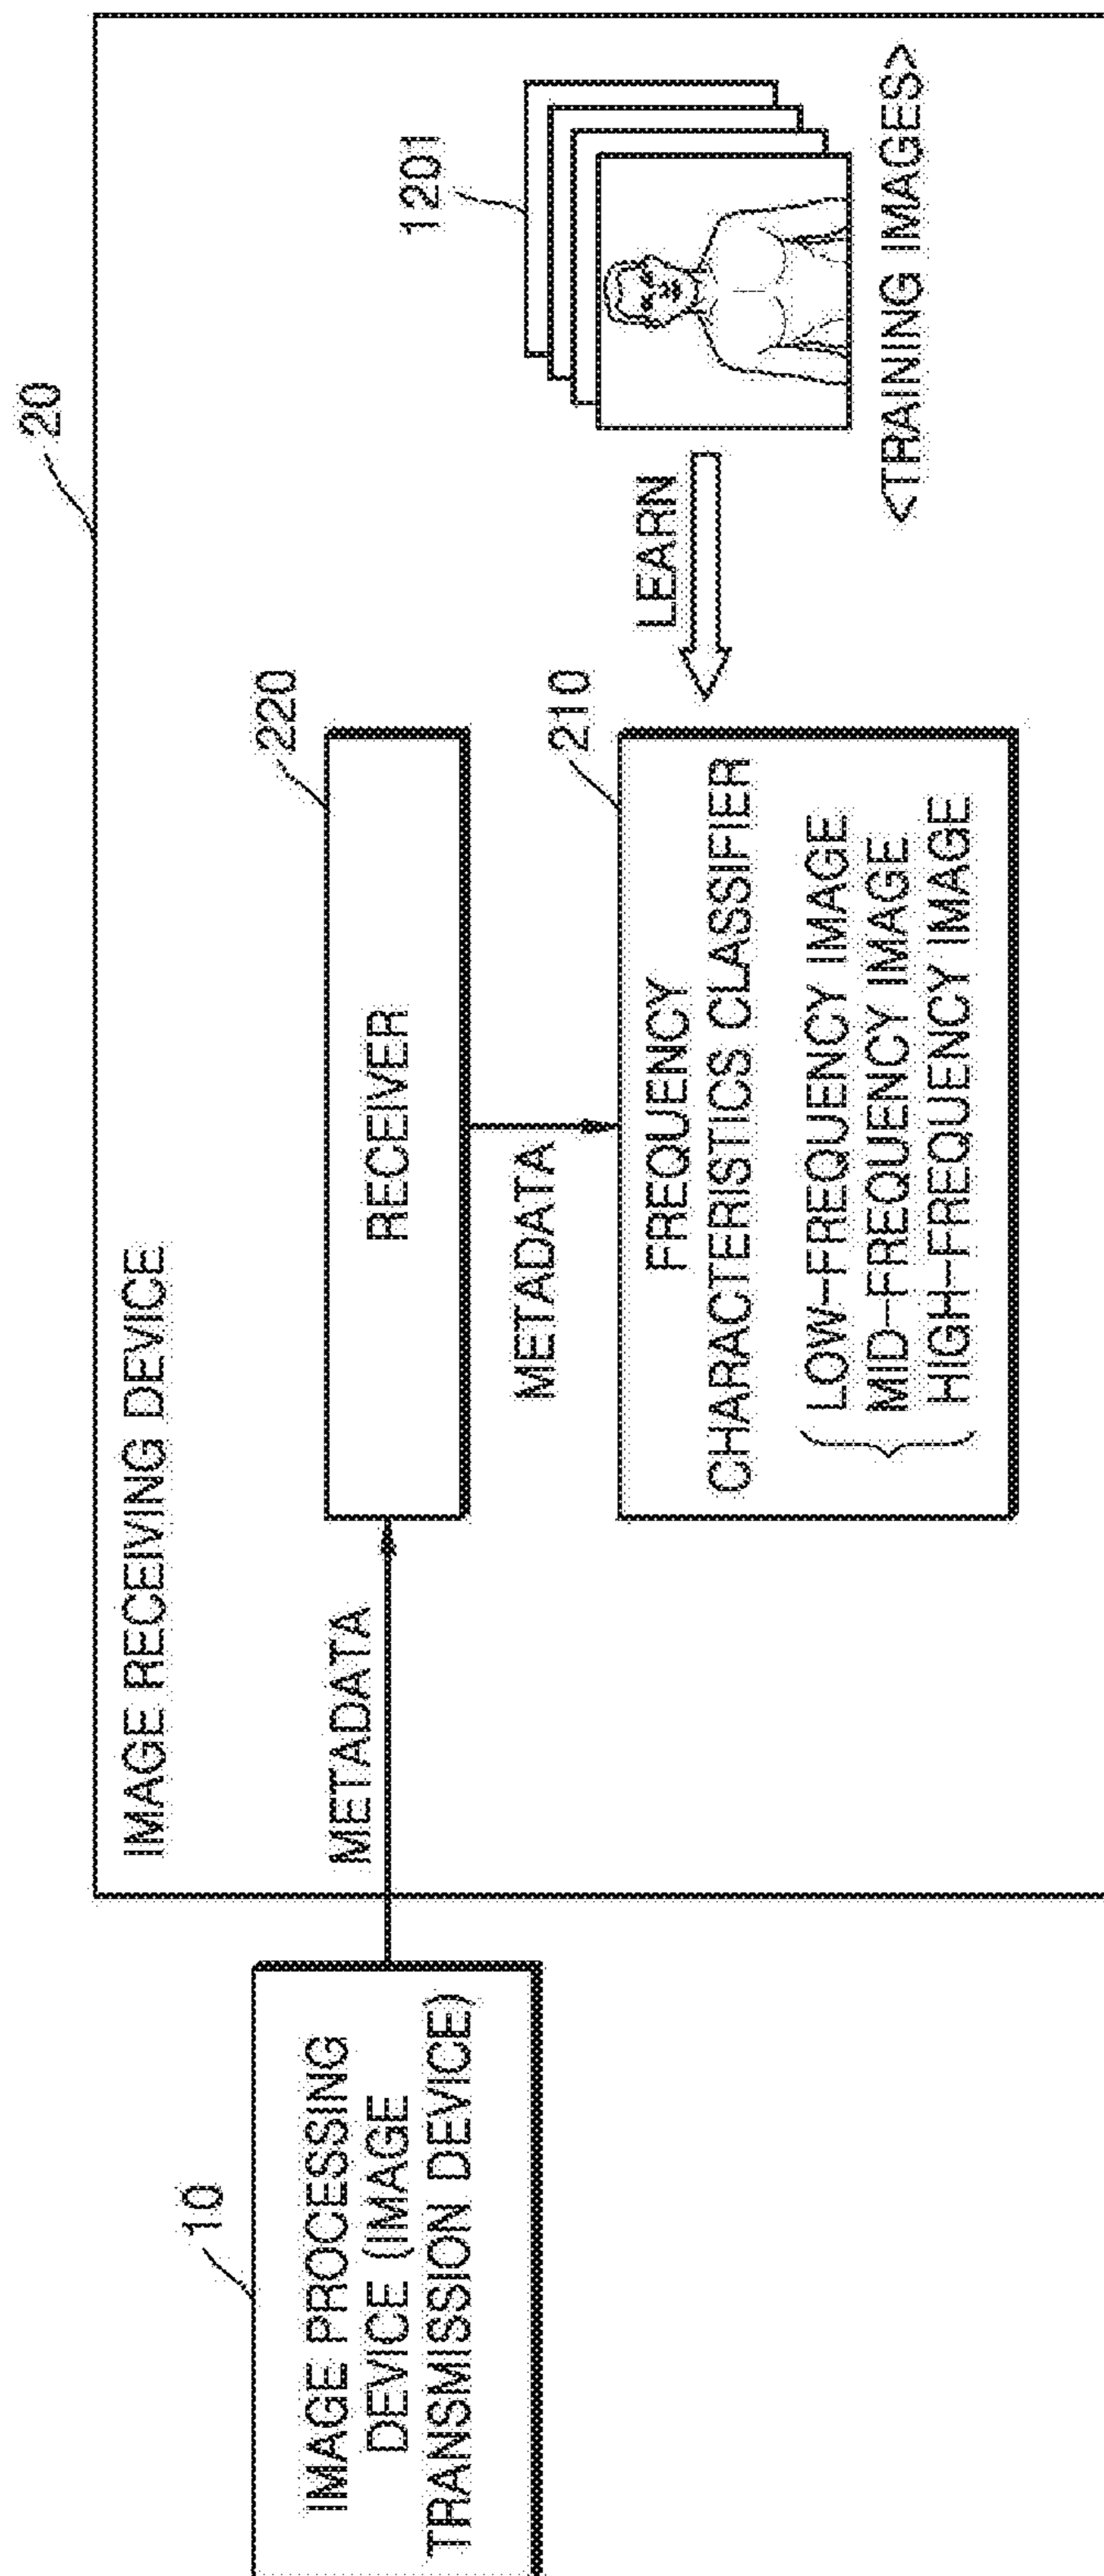 20
IMAGE RECEIVING DEVICE
10
IMAGE PROCESSING
DEVICE (IMAGE
TRANSMISSION DEVICE)
METADATA
220
RECEIVER
METADATA
210
FREQUENCY
CHARACTERISTICS CLASSIFIER
LOW-FREQUENCY IMAGE
MID-FREQUENCY IMAGE
HIGH-FREQUENCY IMAGE
LEARN
1201
<TRAINING IMAGES>